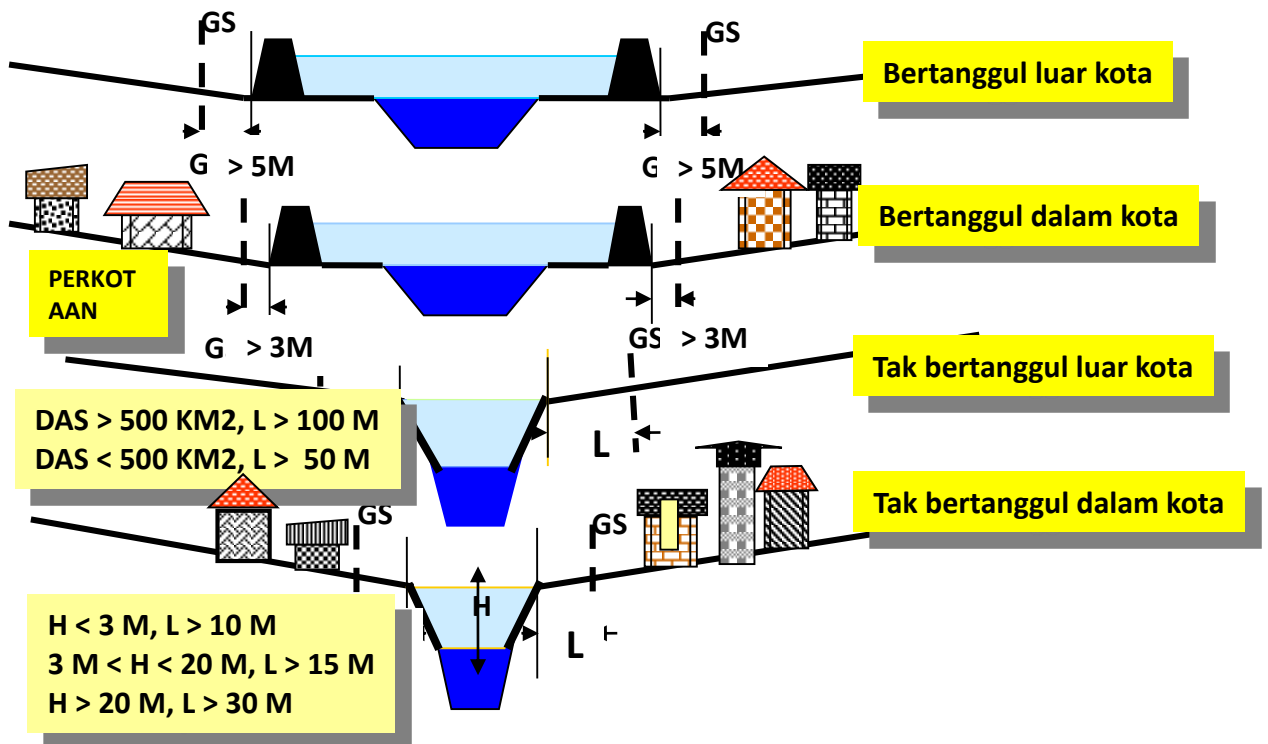 GS
GS
Bertanggul luar kota
G > 5M
G > 5M
Bertanggul dalam kota
PERKOT
AAN
G > 3M
GS > 3M
Tak bertanggul luar kota
DAS > 500 KM2, L > 100 M
DAS < 500 KM2, L > 50 M
L
Tak bertanggul dalam kota
GS
GS
H
L
H < 3 M, L > 10 M
3 M < H < 20 M, L > 15 M
H > 20 M, L > 30 M